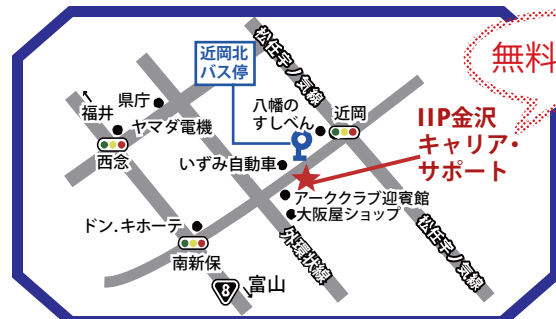 近岡北
バス停
松任宇ノ気線
無料
県庁
福井
ヤマダ電機
西念
八幡の
すしべん
近岡
IIP金沢
キャリア・
サポート
いずみ自動車
アーククラブ迎賓館
大阪屋ショップ
ドン.キホーテ
南新保
外環状線
松任宇ノ気線
8
富山